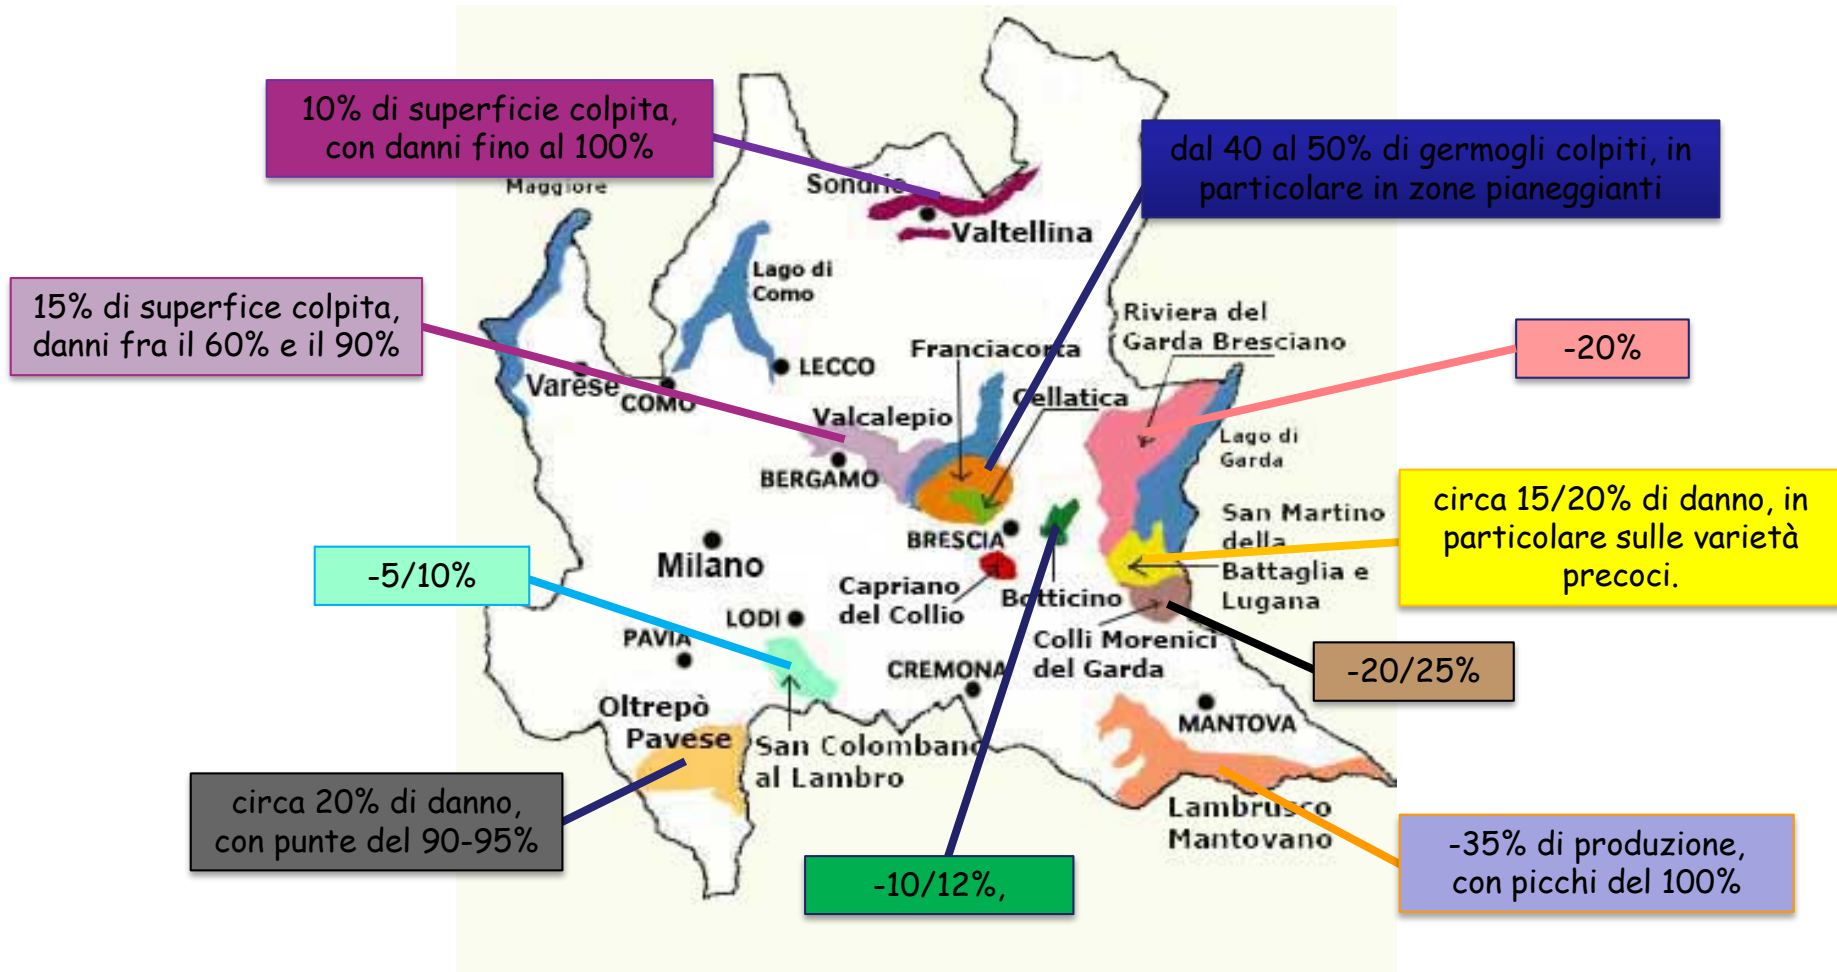 10% di superficie colpita,
con danni fino al 100%
dal 40 al 50% di germogli colpiti, in
particolare in zone pianeggianti
Maggiore
Sondrio
Valtellina
15% di superfice colpita,
danni fra il 60% e il 90%
Lago di
Como
Riviera del
Garda Bresciano
-20%
Franciacorta
LECCO
Varese
COMO
Cellatica
Valcalepio
Lago di
Garda
BERGAMO
circa 15/20% di danno, in
particolare sulle varietà
precoci.
San Martino
della
Battaglia e
Lugana
BRESCIA
Milano
-5/10%
Capriano
del Collio
Botticino
LODI
PAVIA
Colli Morenici
del Garda
CREMONA
-20/25%
Oltrepò
Pavese
MANTOVA
San Colombano
al Lambro
circa 20% di danno,
con punte del 90-95%
Lambrusco
Mantovano
-35% di produzione,
con picchi del 100%
-10/12%,